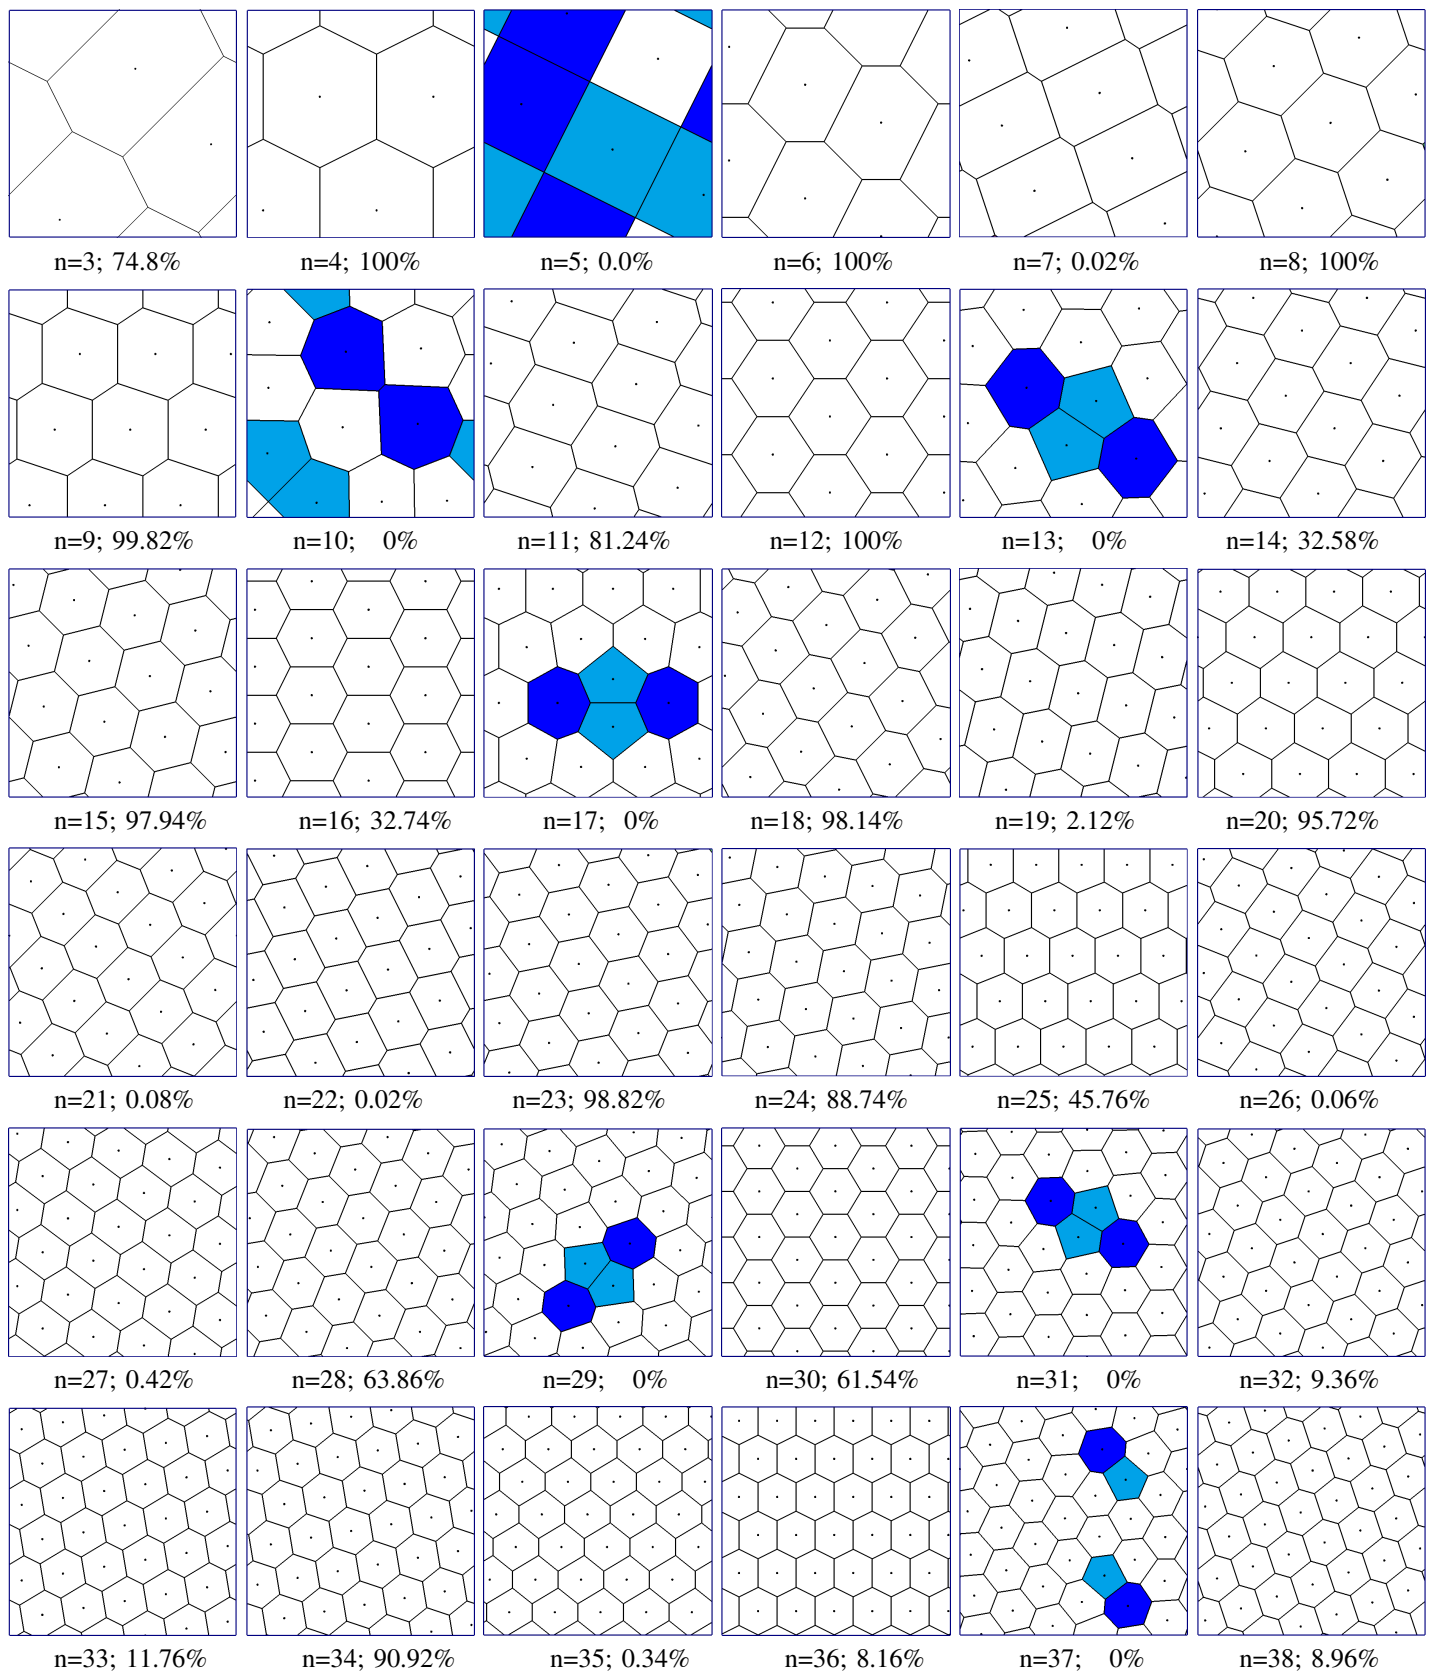 n=3; 74.8% n=4; 100% n=5; 0.0% n=6; 100% n=7; 0.02% n=8; 100%
n=9; 99.82% n=10; 0% n=11; 81.24% n=12; 100% n=13; 0% n=14; 32.58%
n=15; 97.94% n=16; 32.74% n=17; 0% n=18; 98.14% n=19; 2.12% n=20; 95.72%
n=21; 0.08% n=22; 0.02% n=23; 98.82% n=24; 88.74% n=25; 45.76% n=26; 0.06%
n=27; 0.42% n=28; 63.86% n=29; 0% n=30; 61.54% n=31; 0% n=32; 9.36%
n=33; 11.76% n=34; 90.92% n=35; 0.34% n=36; 8.16% n=37; 0% n=38; 8.96%